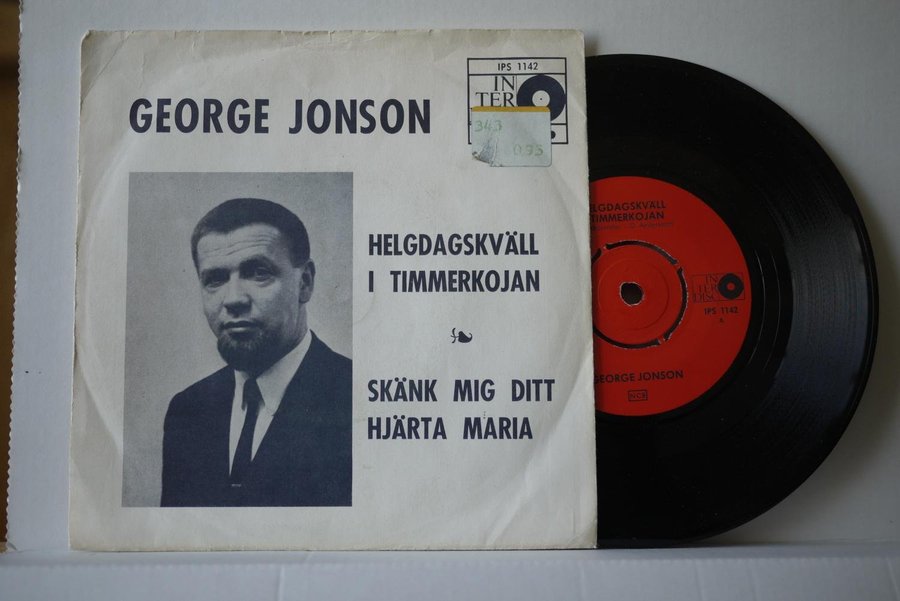 GEORGE JONSON
IPS 1142
IN
TER
343
HELGDAGSKVÄLL
I TIMMERKOJAN
SKÄNK MIG DITT
HJÄRTA MARIA
ELGDAGSKVÄLL
TIMMERKOJAN
IN
TER
DISC
IPS 1142
A
GEORGE JONSON
NCB